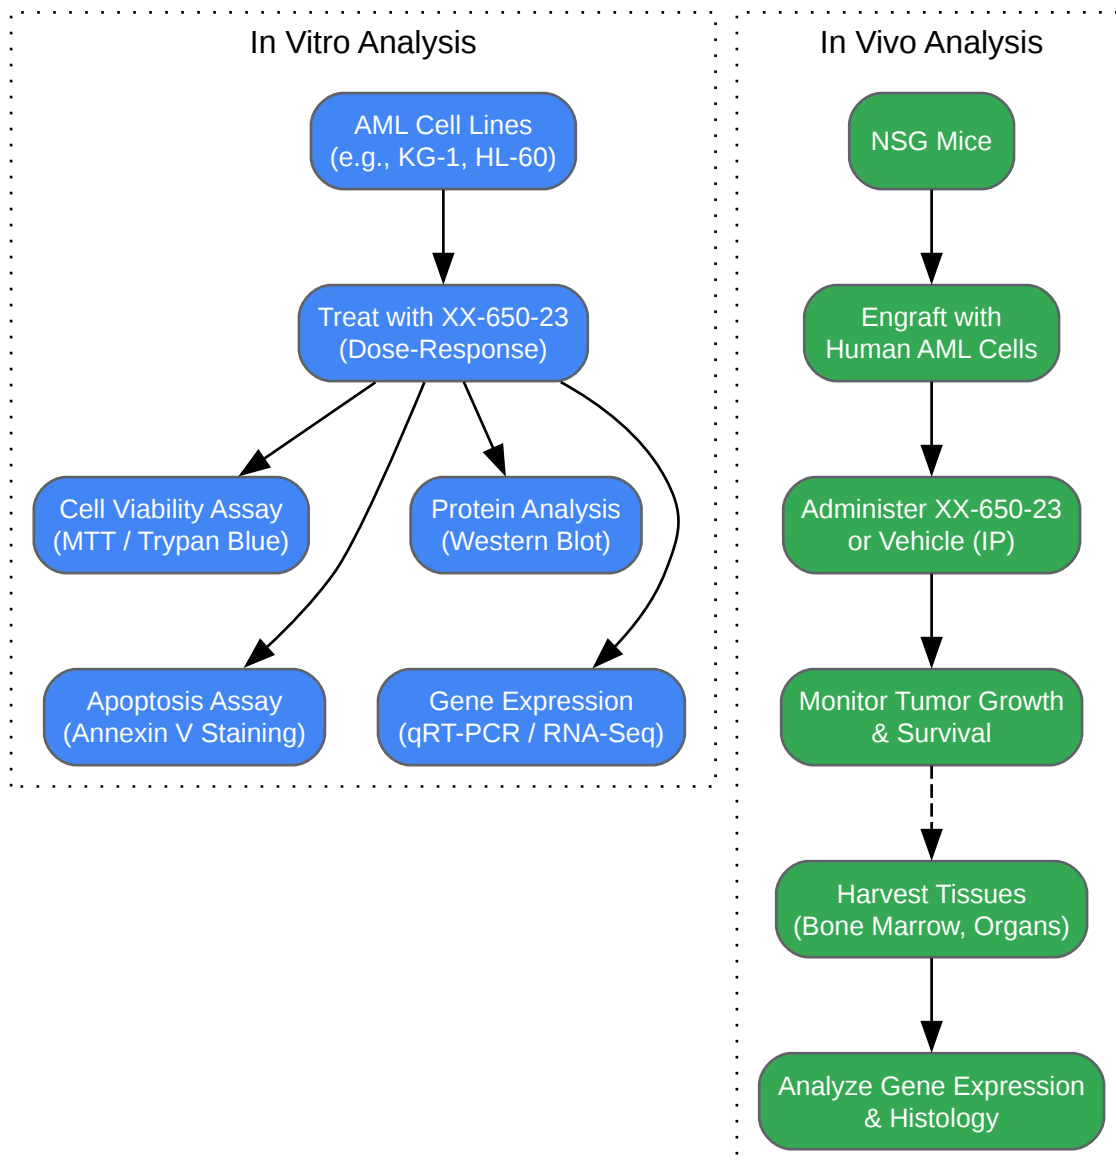 In Vitro Analysis
AML Cell Lines
(e.g., KG-1, HL-60)
Treat with XX-650-23
(Dose-Response)
Cell Viability Assay
(MTT / Trypan Blue)
Protein Analysis
(Western Blot)
Apoptosis Assay
(Annexin V Staining)
Gene Expression
(qRT-PCR / RNA-Seq)
In Vivo Analysis
NSG Mice
Engraft with
Human AML Cells
Administer XX-650-23
or Vehicle (IP)
Monitor Tumor Growth
& Survival
Harvest Tissues
(Bone Marrow, Organs)
Analyze Gene Expression
& Histology